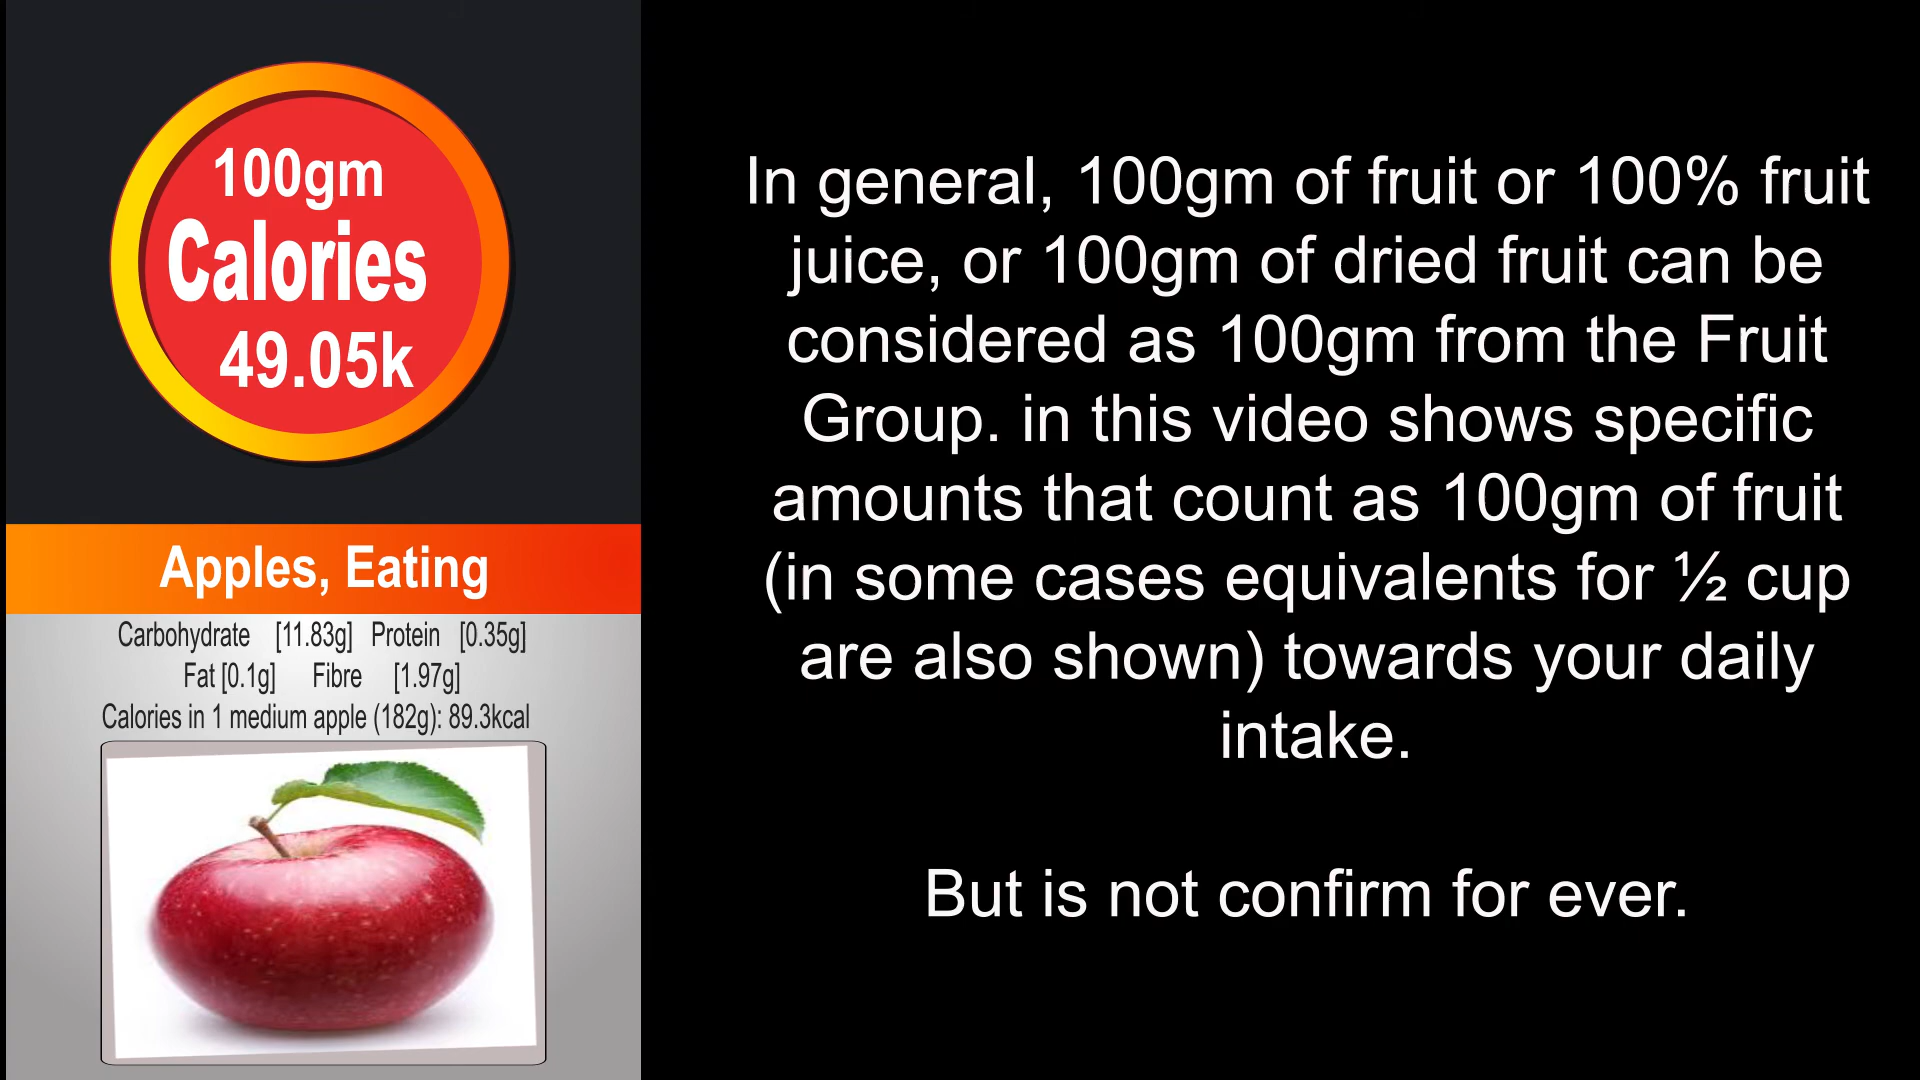 100gm
Calories
49.05k
Apples, Eating
Carbohydrate [11.83g] Protein [0.35g]
Fat [0.1g] Fibre [1.97g]
Calories in 1 medium apple (182g): 89.3kcal
In general, 100gm of fruit or 100% fruit
juice, or 100gm of dried fruit can be
considered as 100gm from the Fruit
Group. in this video shows specific
amounts that count as 100gm of fruit
(in some cases equivalents for ½ cup
are also shown) towards your daily
intake.
But is not confirm for ever.